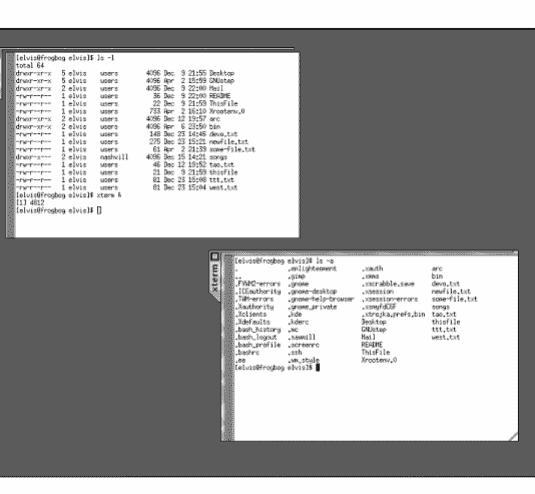 [elvis@frogbog elvis]$ ls -l
total 64
drwxr-xr-x 5 elvis users 4096 Dec 9 21:55 Desktop
drwxr-xr-x 5 elvis users 4096 Apr 2 15:59 GNUstep
drwxr-xr-x 2 elvis users 4096 Dec 9 22:00 Mail
-rw-r--r-- 1 elvis users 36 Dec 9 22:00 README
-rw-r--r-- 1 elvis users 22 Dec 9 21:59 ThisFile
-rw-r--r-- 1 elvis users 733 Apr 2 16:10 Xrootenv.0
drwxr-xr-x 2 elvis users 4096 Dec 12 19:57 arc
drwxr-xr-x 2 elvis users 4096 Apr 6 23:50 bin
-rw-r--r-- 1 elvis users 148 Dec 23 14:46 devo.txt
-rw-r--r-- 1 elvis users 275 Dec 23 15:21 newfile.txt
-rw-r--r-- 1 elvis users 61 Apr 2 21:33 some-file.txt
drwxr-x--- 2 elvis nashvill 4096 Dec 15 14:21 songs
-rw-r--r-- 1 elvis users 46 Dec 12 19:52 tao.txt
-rw-r--r-- 1 elvis users 21 Dec 9 21:59 thisfile
-rw-r--r-- 1 elvis users 81 Dec 23 15:08 ttt.txt
-rw-r--r-- 1 elvis users 81 Dec 23 15:04 west.txt
[elvis@frogbog elvis]$ xterm &
[1] 4812
[elvis@frogbog elvis]$
xterm
[elvis@frogbog elvis]$ ls -a
. .enlightenment .xauth arc
.. .gimp .xmms bin
.FVWM2-errors .gnome .xscrabble.save devo.txt
.ICEauthority .gnome-desktop .xsession newfile.txt
.TWM-errors .gnome-help-browser .xsession-errors some-file.txt
.Xauthority .gnome_private songs
.Xclients .kde .xtrojka.prefs.bin tao.txt
.Xdefaults .kderc Desktop thisfile
.bash_history .mc GNUstep ttt.txt
.bash_logout .sawmill Mail west.txt
.bash_profile .screenrc README
.bashrc .ssh ThisFile
.ee .wm_style Xrootenv.0
[elvis@frogbog elvis]$